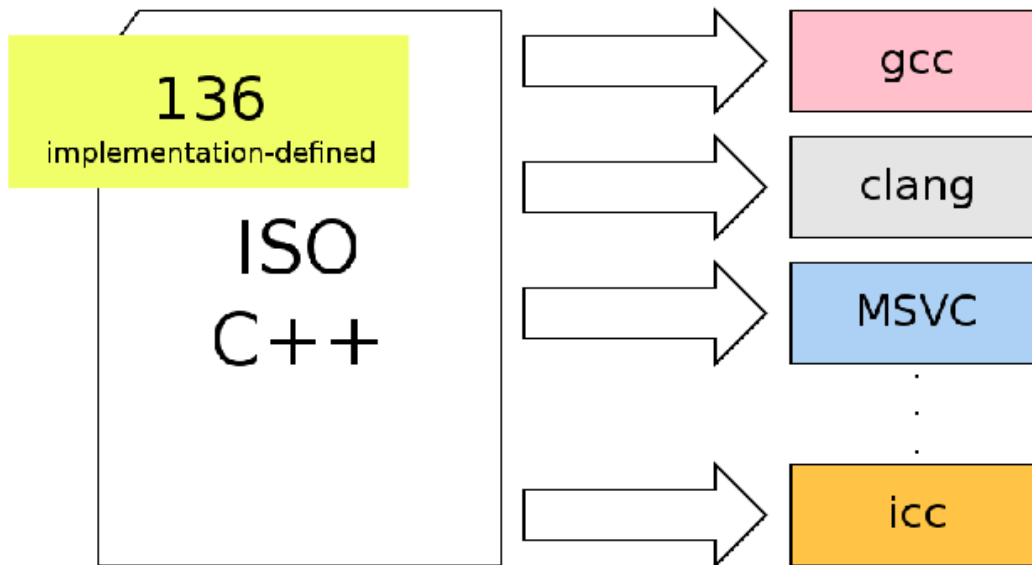 136
implementation-defined
ISO
C++
gcc
clang
MSVC
.
.
.
icc